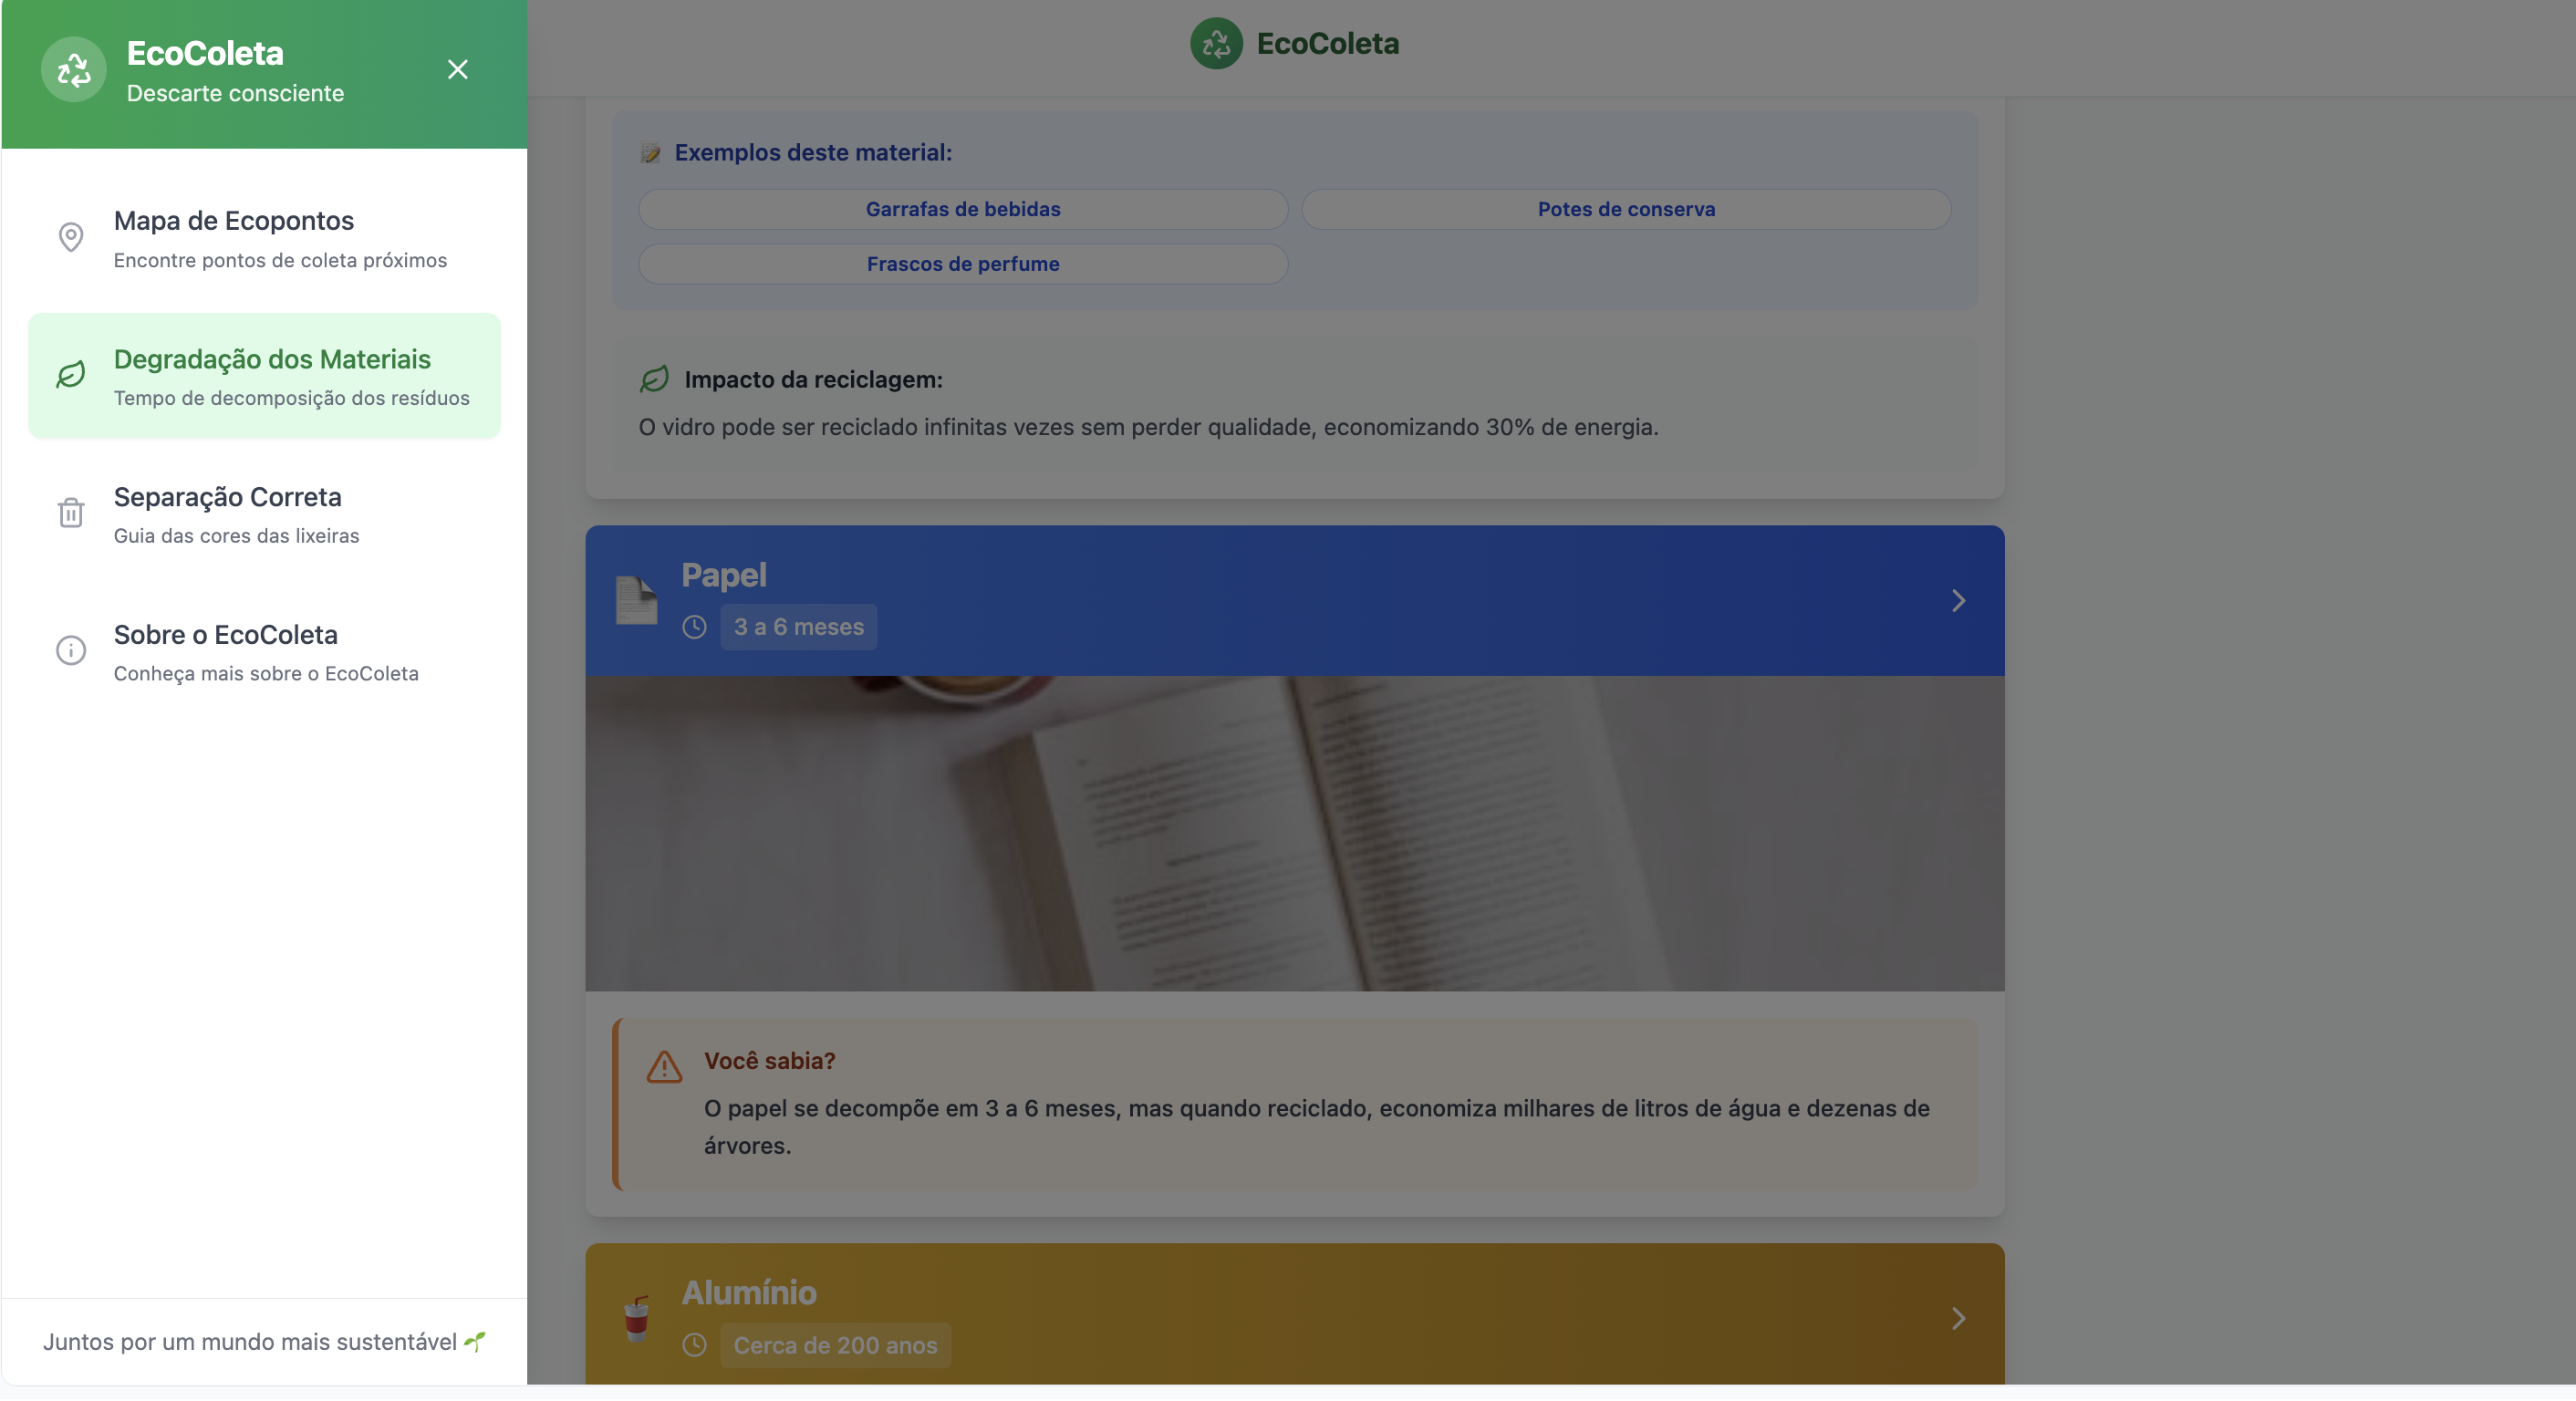 EcoColeta
Descarte consciente
Mapa de Ecopontos
Encontre pontos de coleta próximos
Degradação dos Materiais
Tempo de decomposição dos resíduos
Separação Correta
Guia das cores das lixeiras
Sobre o EcoColeta
Conheça mais sobre o EcoColeta
Juntos por um mundo mais sustentável
EcoColeta
Exemplos deste material:
Garrafas de bebidas
Potes de conserva
Frascos de perfume
Impacto da reciclagem:
O vidro pode ser reciclado infinitas vezes sem perder qualidade, economizando 30% de energia.
Papel
3 a 6 meses
Você sabia?
O papel se decompõe em 3 a 6 meses, mas quando reciclado, economiza milhares de litros de água e dezenas de
árvores.
Alumínio
Cerca de 200 anos